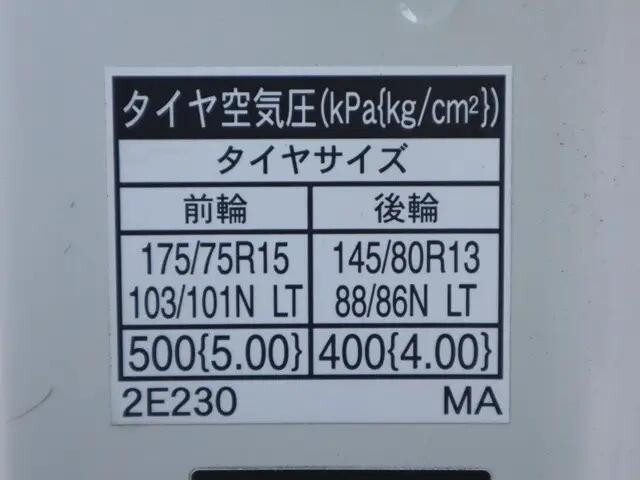 タイヤ空気圧(kPa{kg/cm²})
タイヤサイズ
前輪 後輪
175/75R15 145/80R13
103/101N LT 88/86N LT
500{5.00} 400{4.00}
2E230 MA